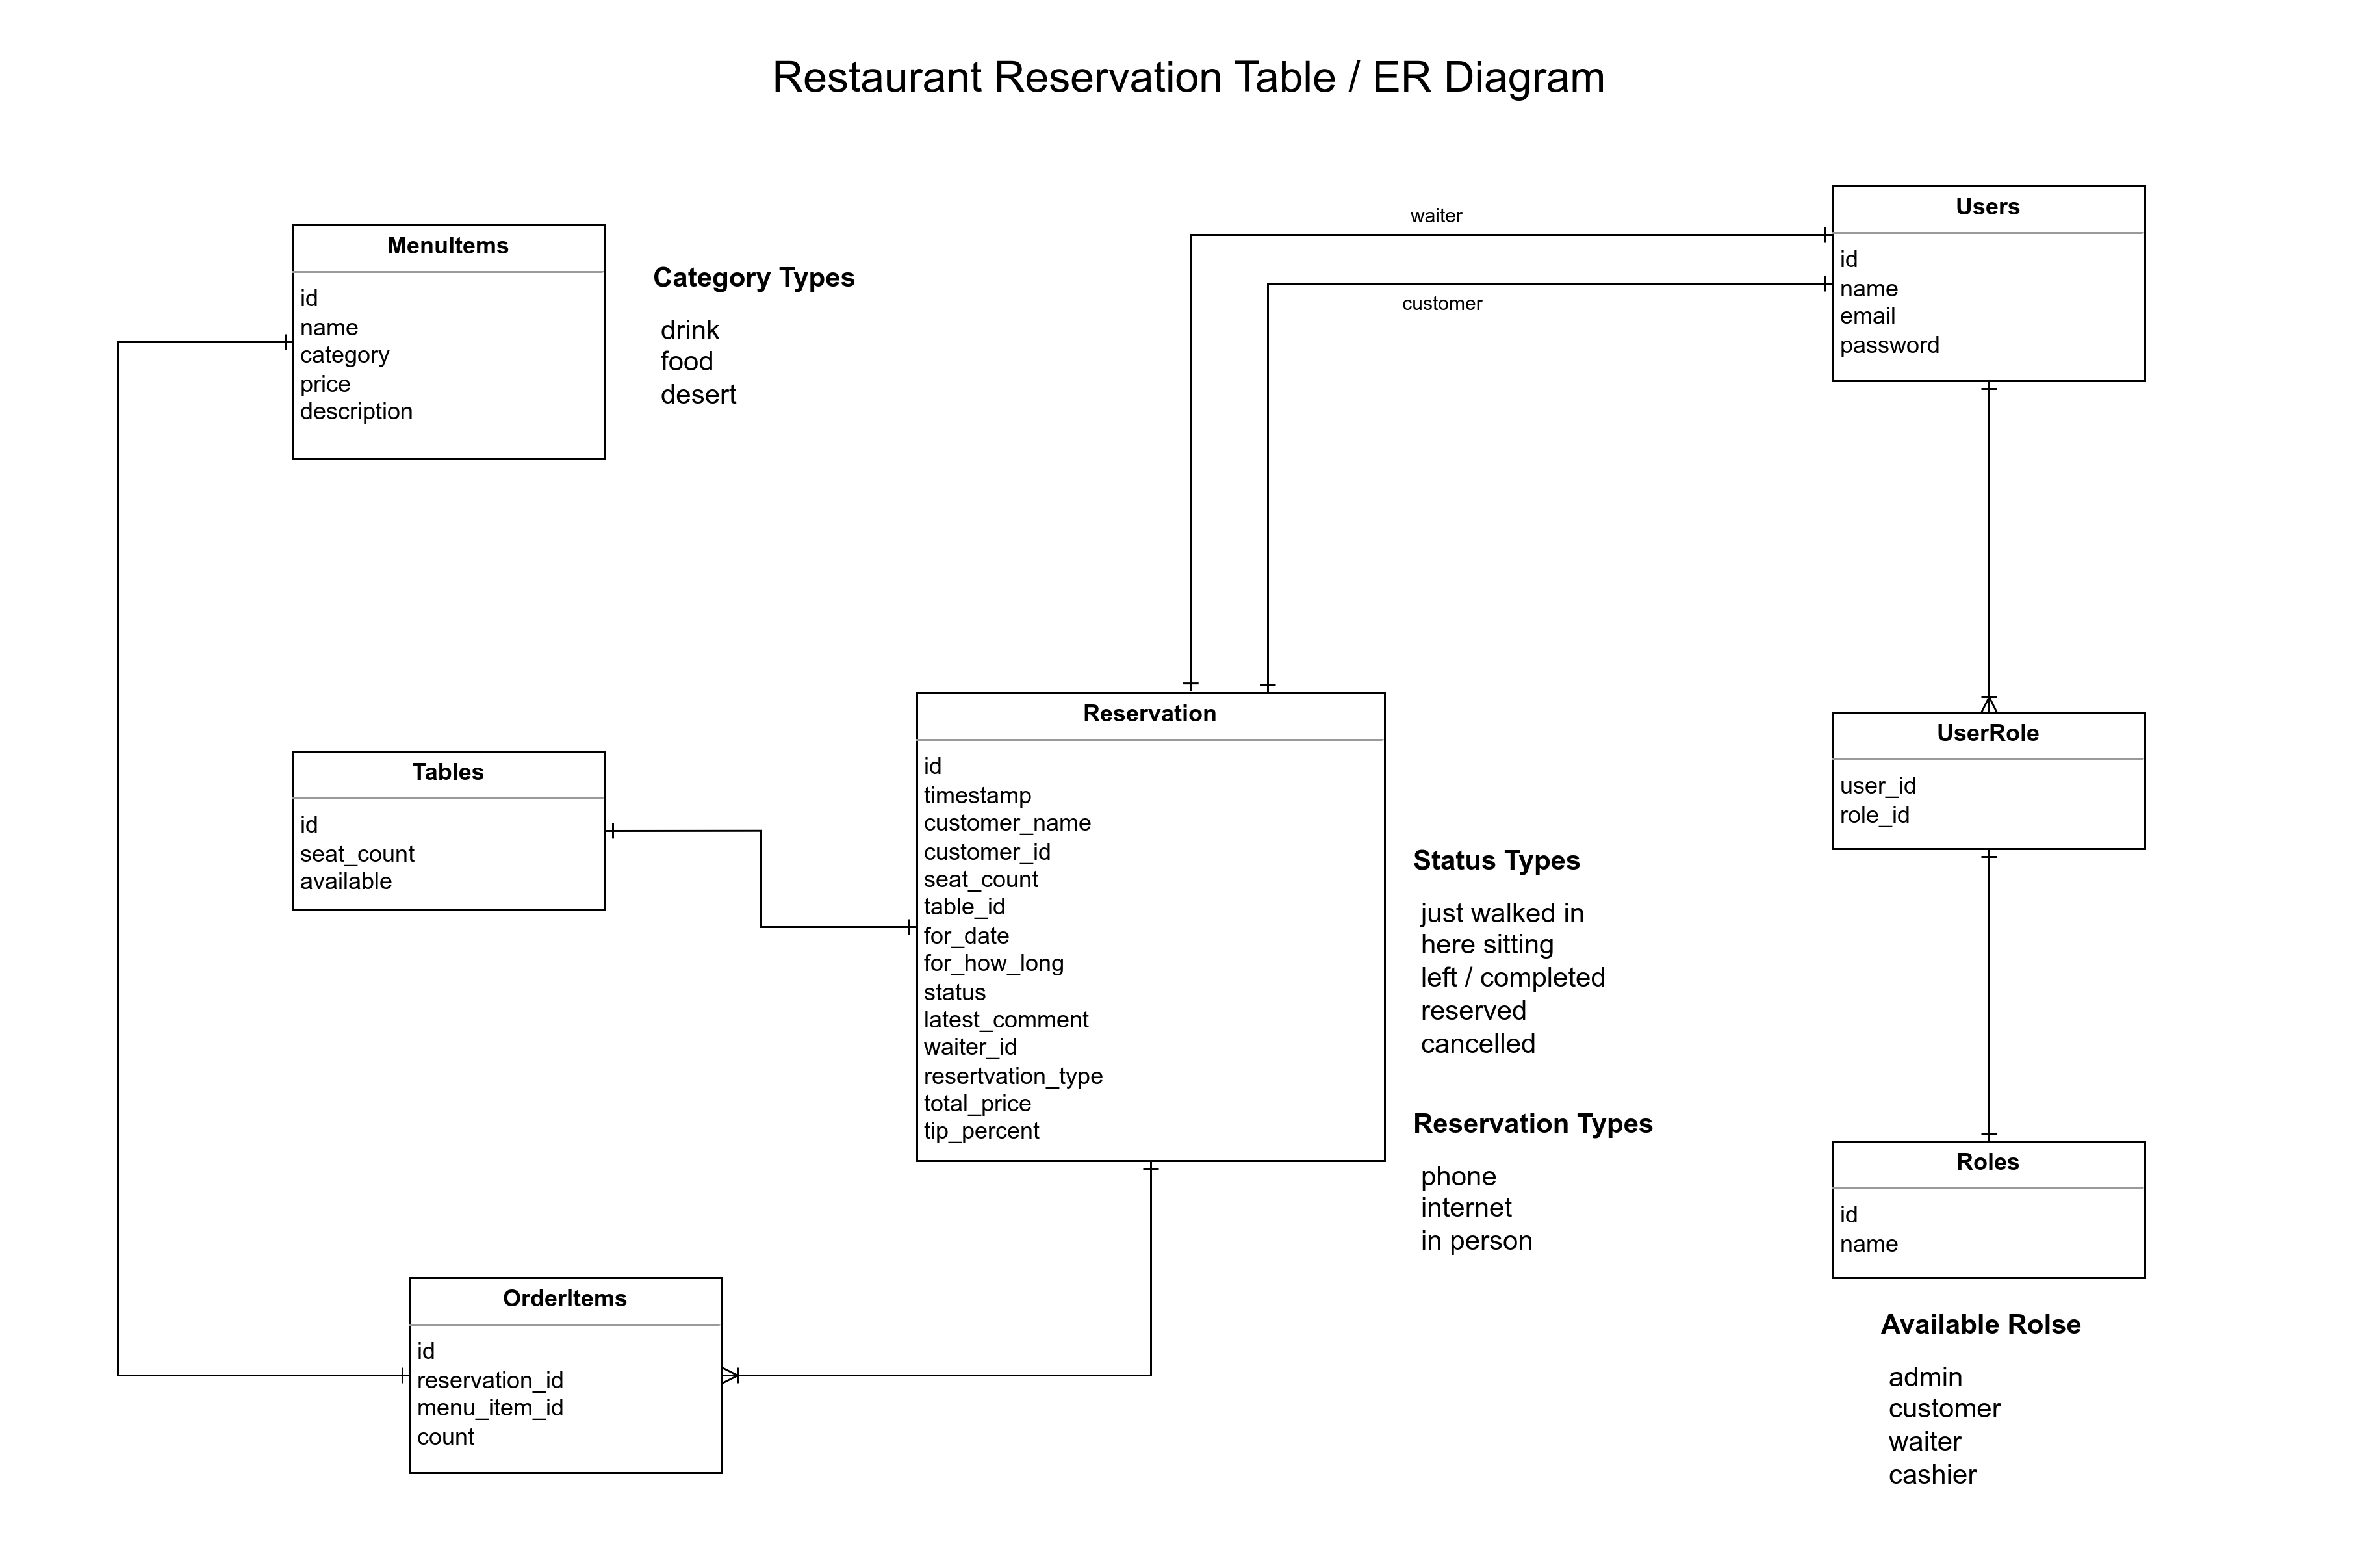 Restaurant Reservation Table / ER Diagram
MenuItems
id
name
category
price
description
Category Types
drink
food
desert
waiter
customer
Users
id
name
email
password
Tables
id
seat_count
available
Reservation
id
timestamp
customer_name
customer_id
seat_count
table_id
for_date
for_how_long
status
latest_comment
waiter_id
resertvation_type
total_price
tip_percent
Status Types
just walked in
here sitting
left / completed
reserved
cancelled
Reservation Types
phone
internet
in person
UserRole
user_id
role_id
Roles
id
name
Available Rolse
admin
customer
waiter
cashier
OrderItems
id
reservation_id
menu_item_id
count